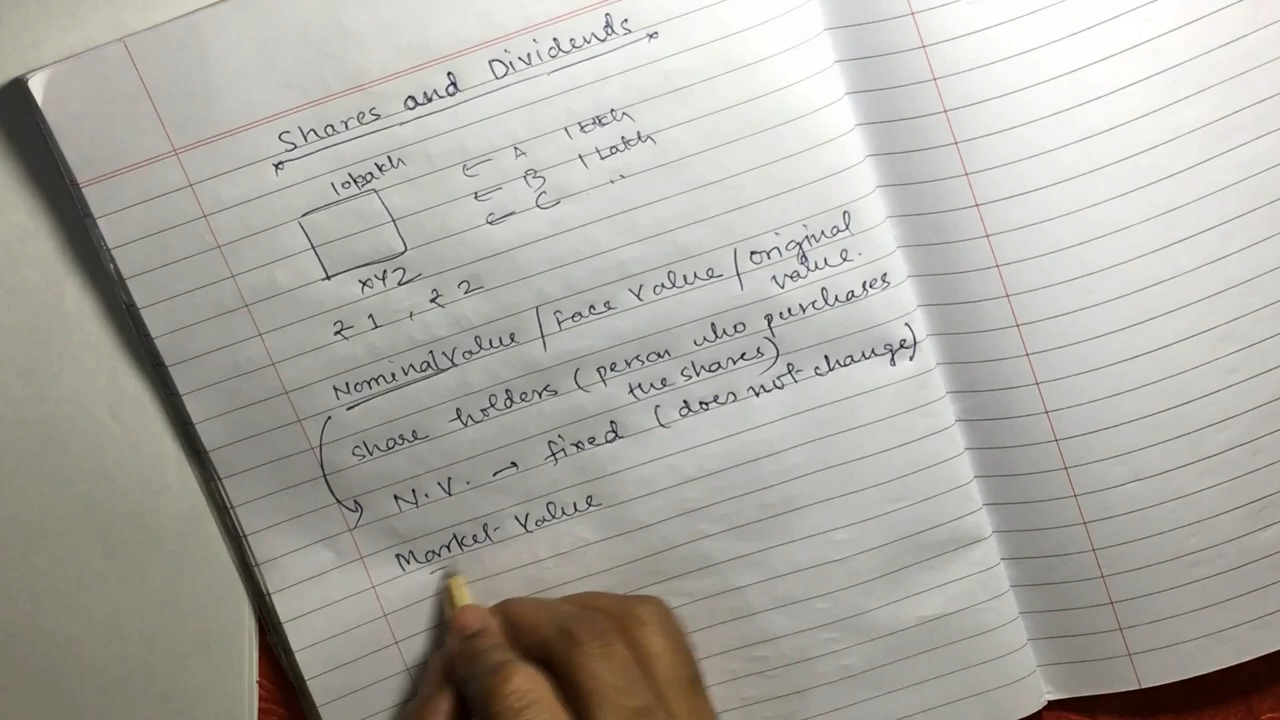 Shares and Dividends
10 Lakh
← A 1 Lakh
← B 1 Lakh
← C "
XYZ
₹ 1, ₹ 2
Nominal Value / Face Value / original value.
Share holders (person who purchases the shares)
N.V. → fixed (does not change)
Market Value